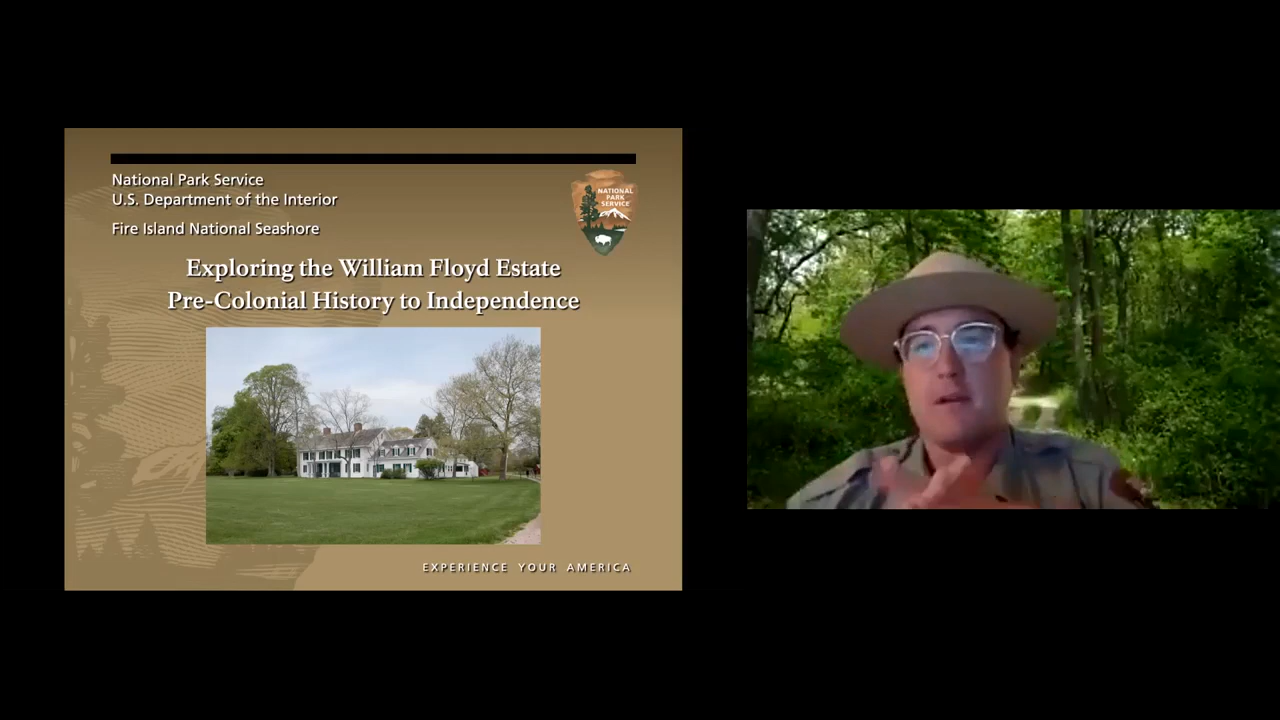 National Park Service
U.S. Department of the Interior
Fire Island National Seashore
NATIONAL
PARK
SERVICE
Exploring the William Floyd Estate
Pre-Colonial History to Independence
EXPERIENCE YOUR AMERICA